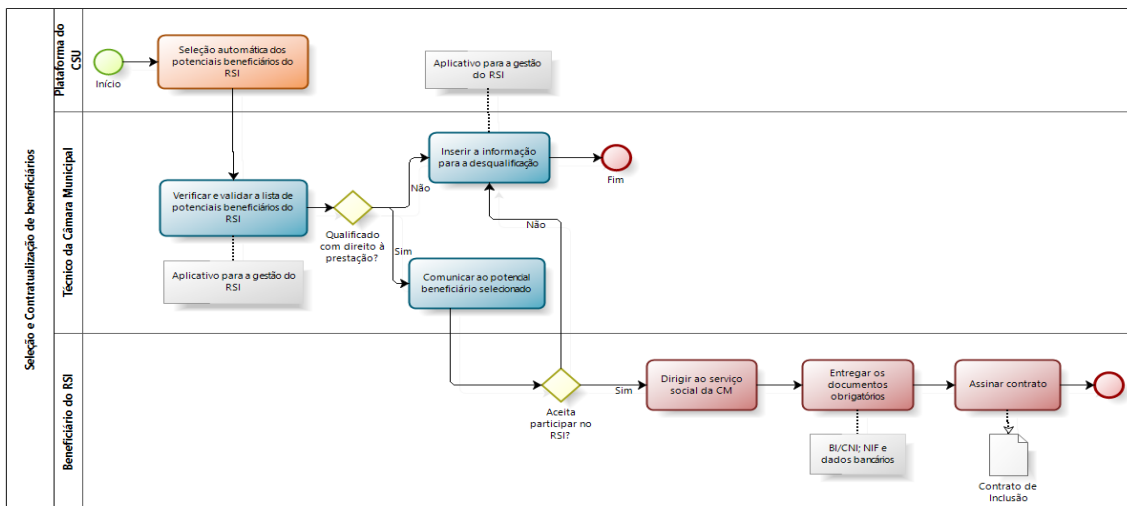 Seleção e Contratualização de beneficiários
Plataforma do
CSU
Início
Seleção automática dos
potenciais beneficiários do
RSI
Aplicativo para a gestão
do RSI
Técnico da Câmara Municipal
Verificar e validar a lista de
potenciais beneficiários do
RSI
Aplicativo para a gestão do
RSI
Qualificado
com direito à
prestação?
Não
Sim
Inserir a informação
para a desqualificação
Fim
Comunicar ao potencial
beneficiário selecionado
Não
Beneficiário do RSI
Aceita
participar no
RSI?
Sim
Dirigir ao serviço
social da CM
Entregar os
documentos
obrigatórios
BI/CNI; NIF e
dados bancários
Assinar contrato
Contrato de
Inclusão